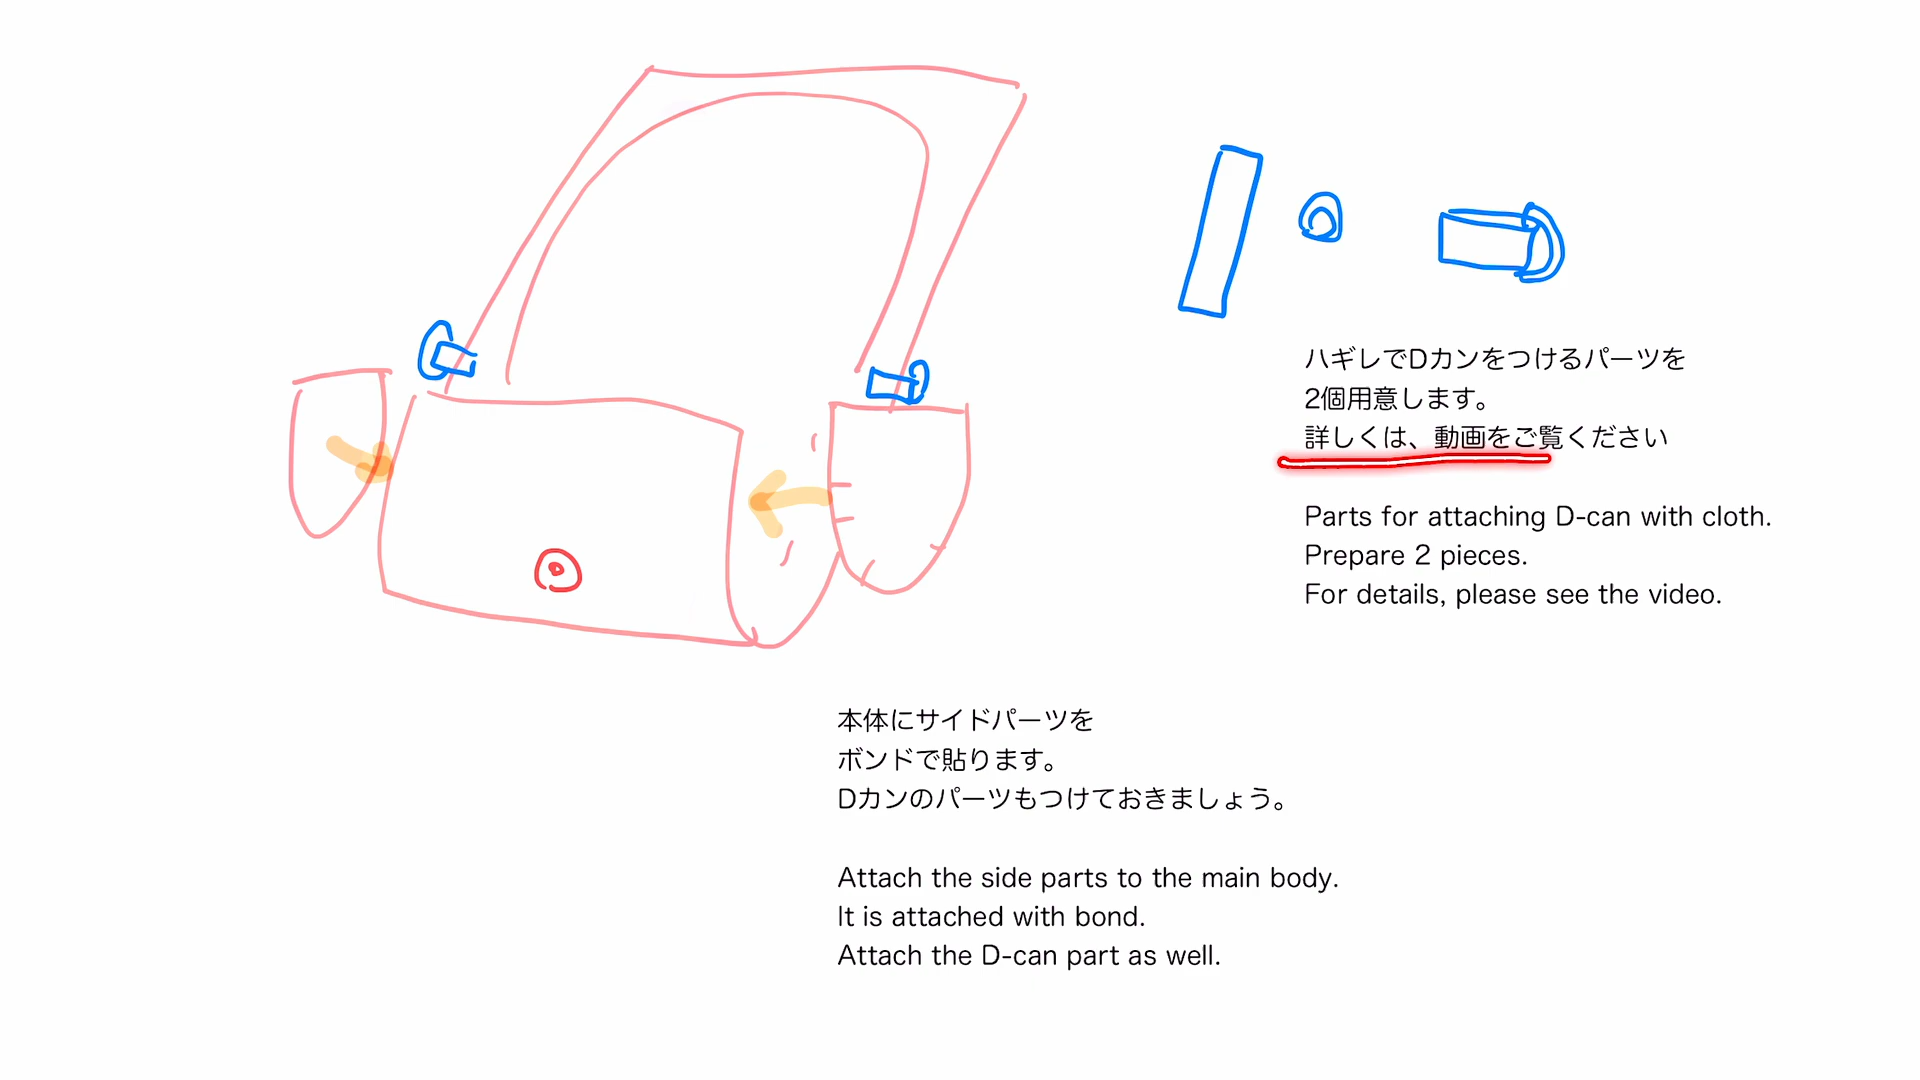 ハギレでDカンをつけるパーツを
2個用意します。
詳しくは、動画をご覧ください
Parts for attaching D-can with cloth.
Prepare 2 pieces.
For details, please see the video.
本体にサイドパーツを
ボンドで貼ります。
Dカンのパーツもつけておきましょう。
Attach the side parts to the main body.
It is attached with bond.
Attach the D-can part as well.